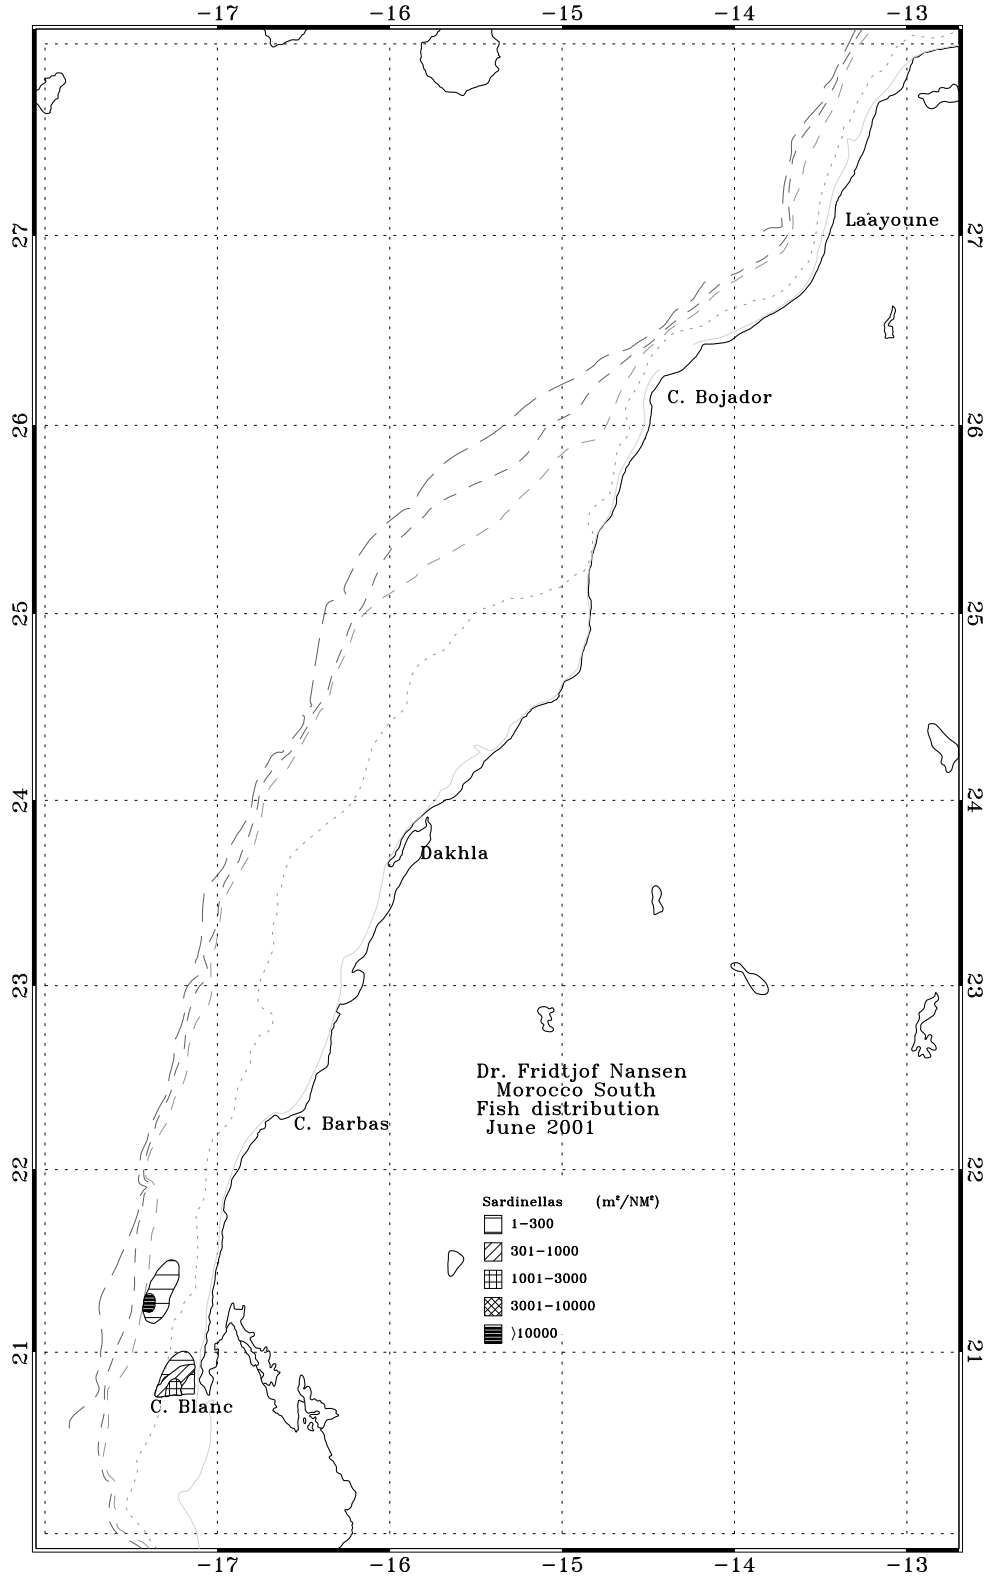 -17 -16 -15 -14 -13
27 27
Laâyoune
26 26
C. Bojador
25 25
24 24
Dakhla
23 23
Dr. Fridtjof Nansen
Morocco South
Fish distribution
June 2001
C. Barbas
22 22
Sardinellas (m²/NM²)
1-300
301-1000
1001-3000
3001-10000
>10000
21 21
C. Blanc
-17 -16 -15 -14 -13